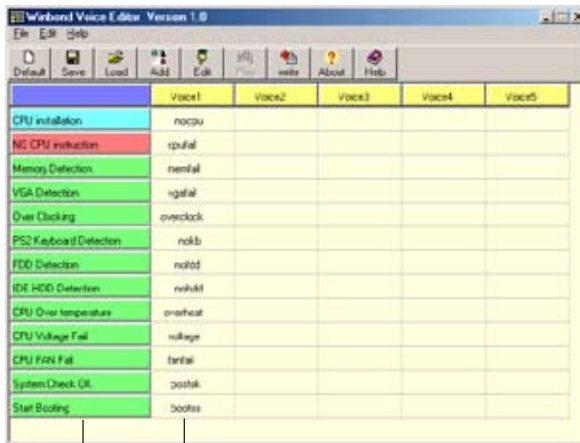 Winbond Voice Editor Version 1.0
File Edit Help
Default Save Load Add Edit Play write About Help
Voice1 Voice2 Voice3 Voice4 Voice5
CPU installation nocpu
NG CPU instruction cpufail
Memory Detection memfail
VGA Detection vgafail
Over Clocking overclock
PS2 Keyboard Detection nokb
FDD Detection nofdd
IDE HDD Detection nohdd
CPU Over temperature overheat
CPU Voltage Fail voltage
CPU FAN Fail fanfail
System Check OK postok
Start Booting bootos